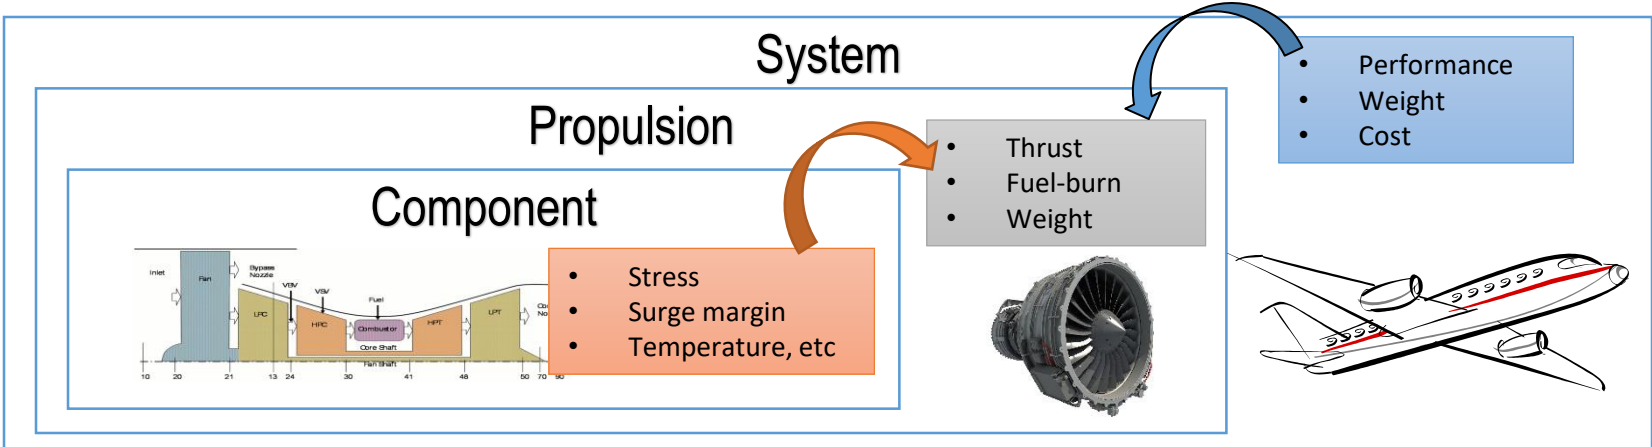 System
• Performance
• Weight
• Cost
Propulsion
• Thrust
• Fuel-burn
• Weight
Component
• Stress
• Surge margin
• Temperature, etc
Inlet
Fan
Bypass
Nozzle
VBV
VSV
Fuel
LPC
HPC
Combustor
HPT
LPT
Core Shaft
Fan Shaft
10 20 21 13 24 30 41 48 50 70 90